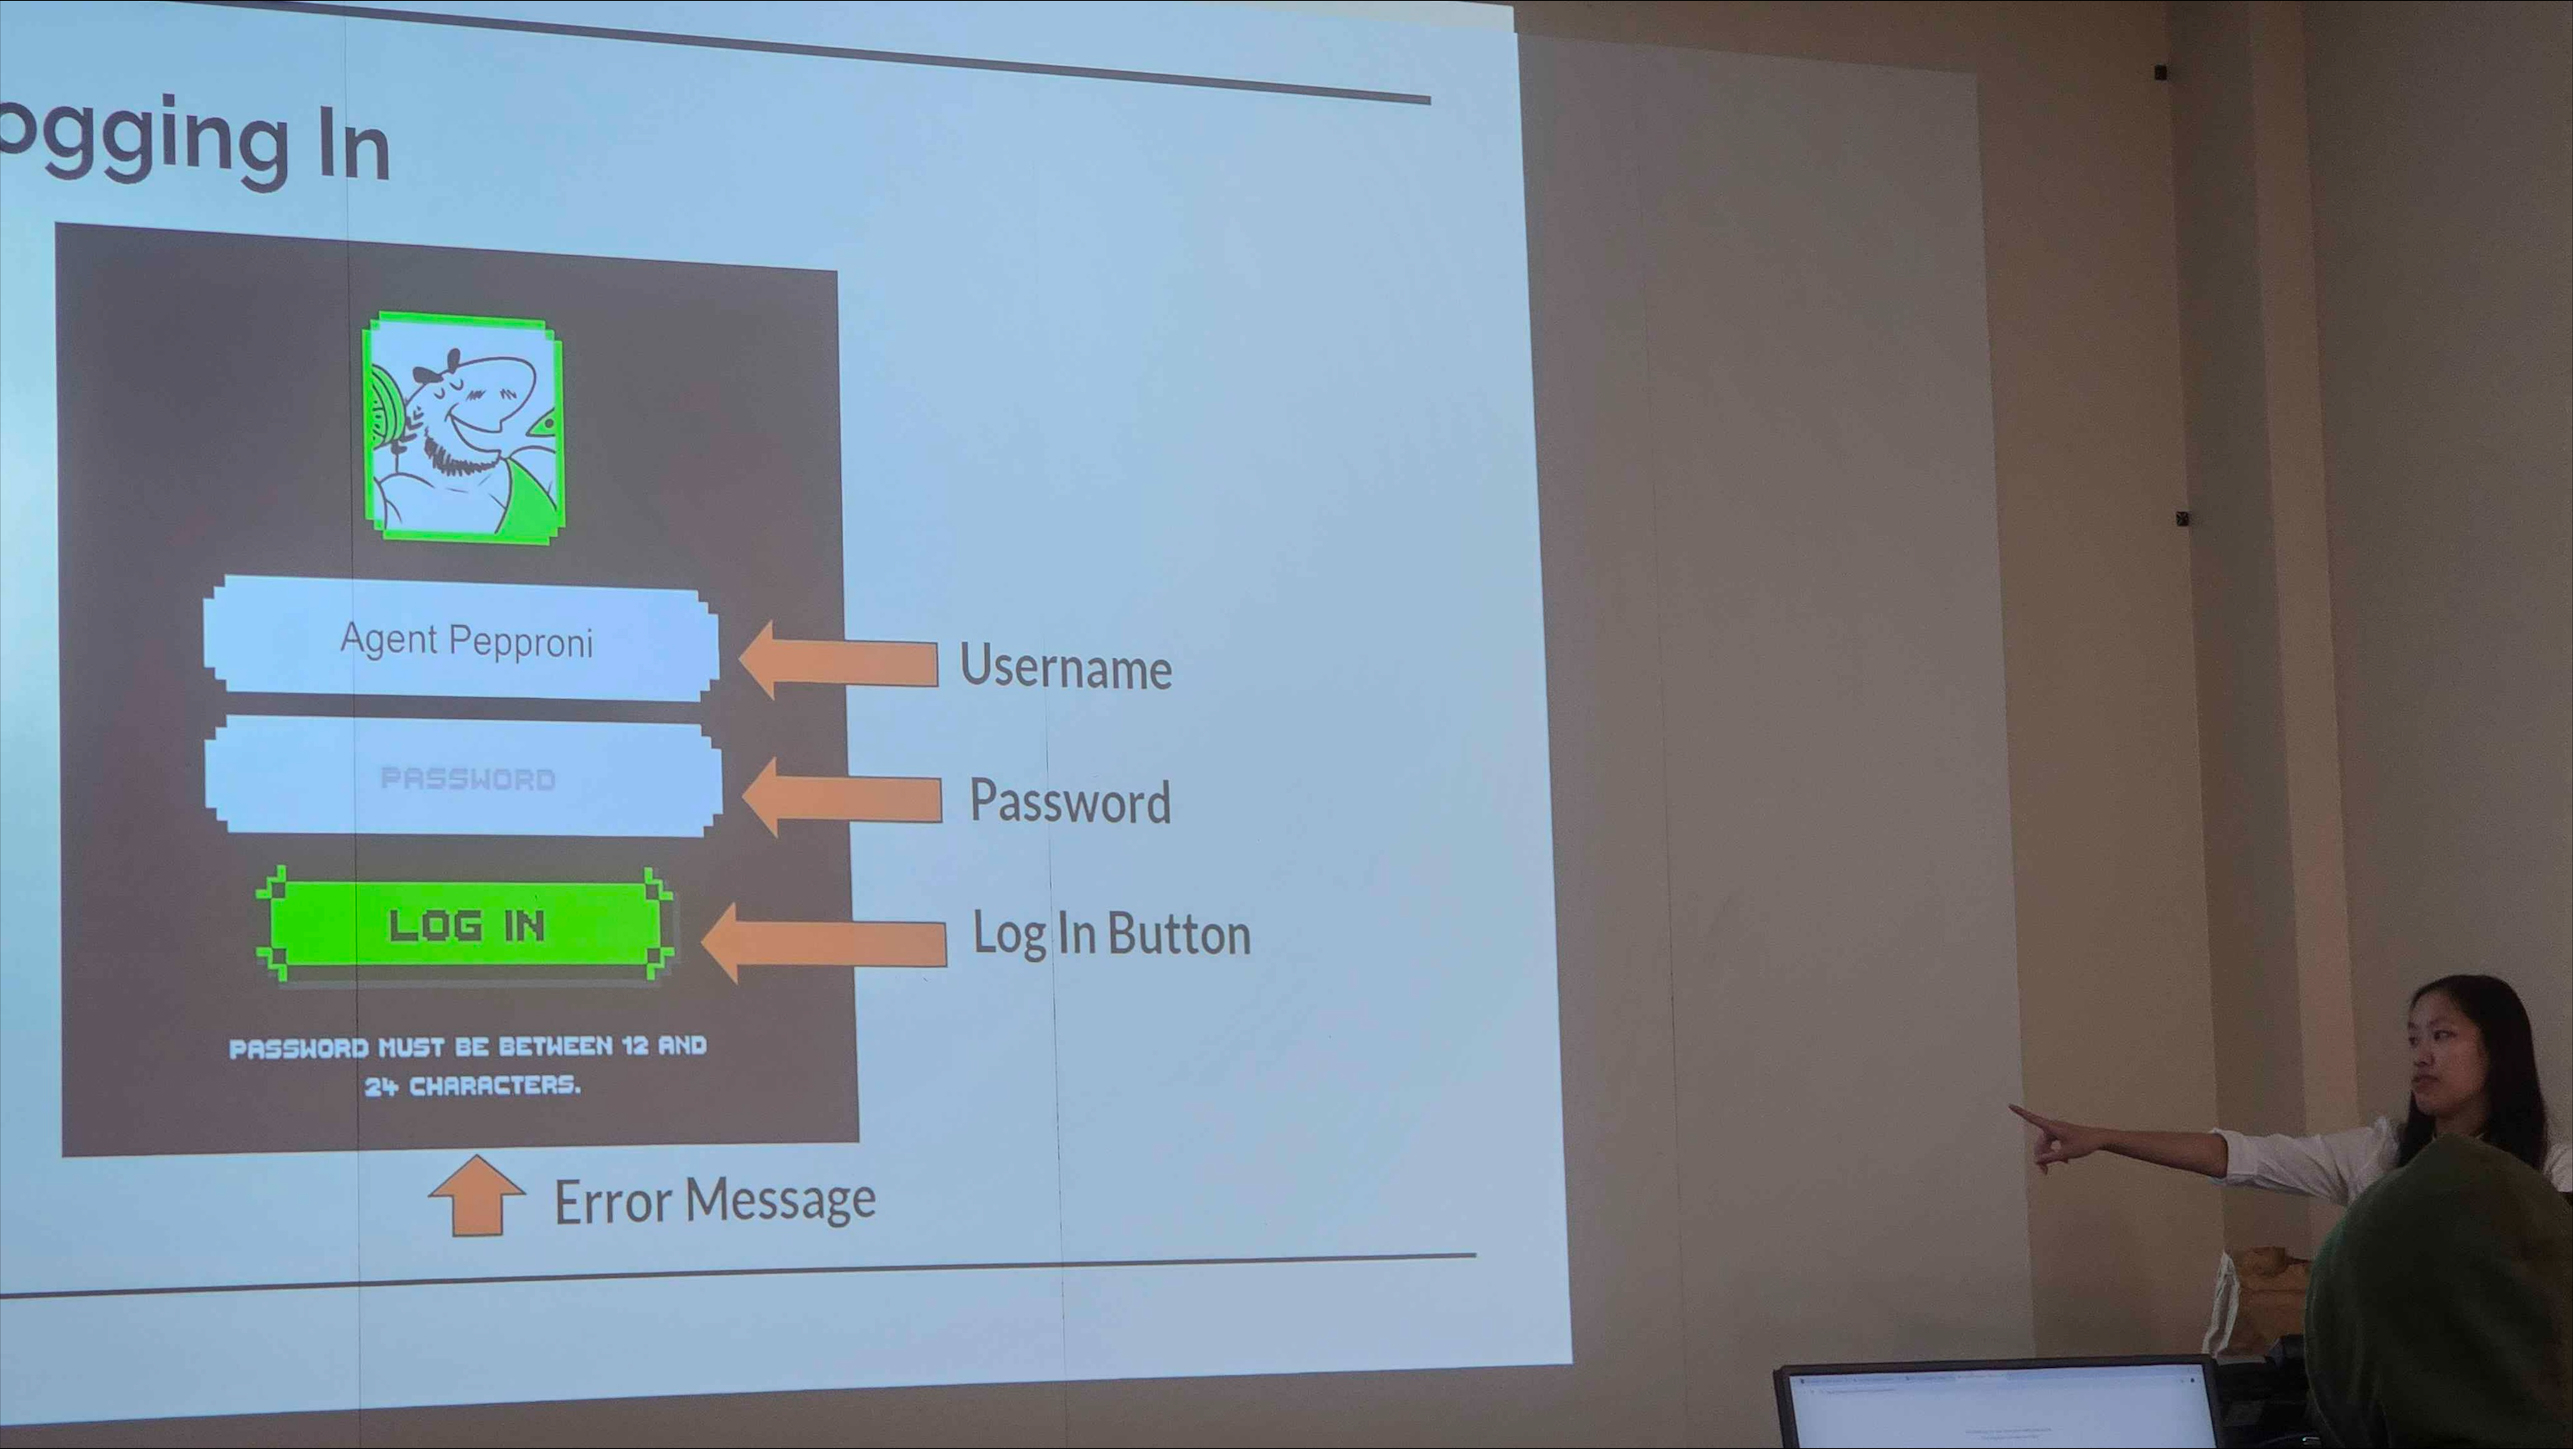 ogging In
Agent Pepproni
Username
PASSWORD
Password
LOG IN
Log In Button
PASSWORD MUST BE BETWEEN 12 AND
24 CHARACTERS.
Error Message